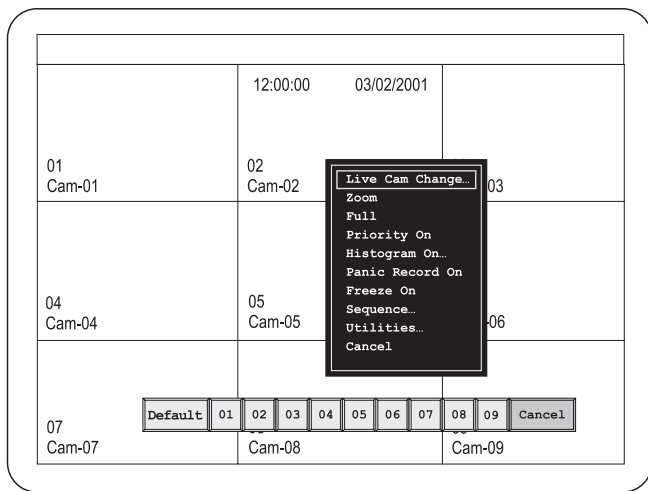 12:00:00 03/02/2001
01
Cam-01
02
Cam-02
03
Live Cam Change…
Zoom
Full
Priority On
Histogram On…
Panic Record On
Freeze On
Sequence…
Utilities…
Cancel
04
Cam-04
05
Cam-05
-06
Default 01 02 03 04 05 06 07 08 09 Cancel
07
Cam-07
Cam-08
Cam-09